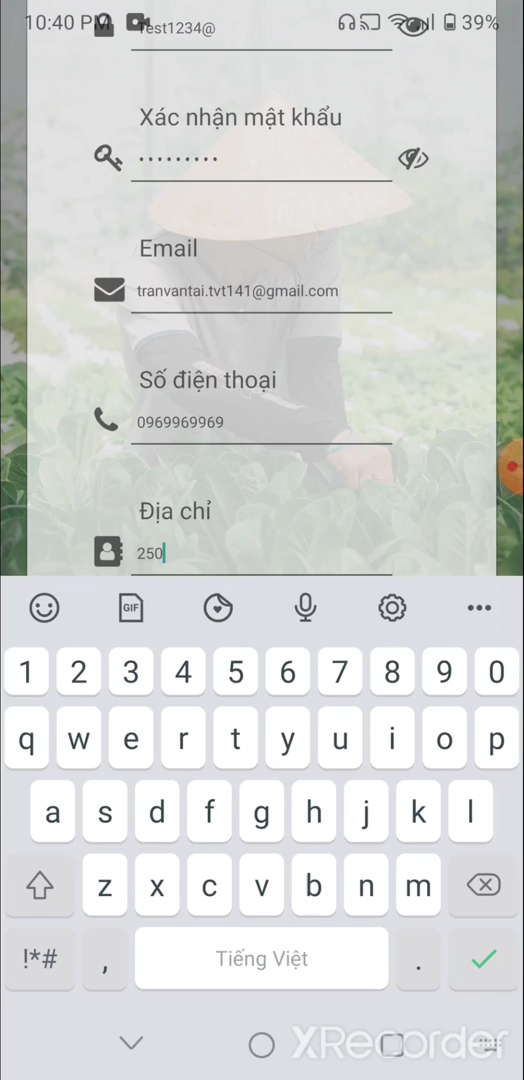 10:40 PM 39%
Test1234@
Xác nhận mật khẩu
•••••••••
Email
tranvantai.tvt141@gmail.com
Số điện thoại
0969969969
Địa chỉ
250
GIF
1 2 3 4 5 6 7 8 9 0
q w e r t y u i o p
a s d f g h j k l
z x c v b n m
!*# , Tiếng Việt .
XRecorder